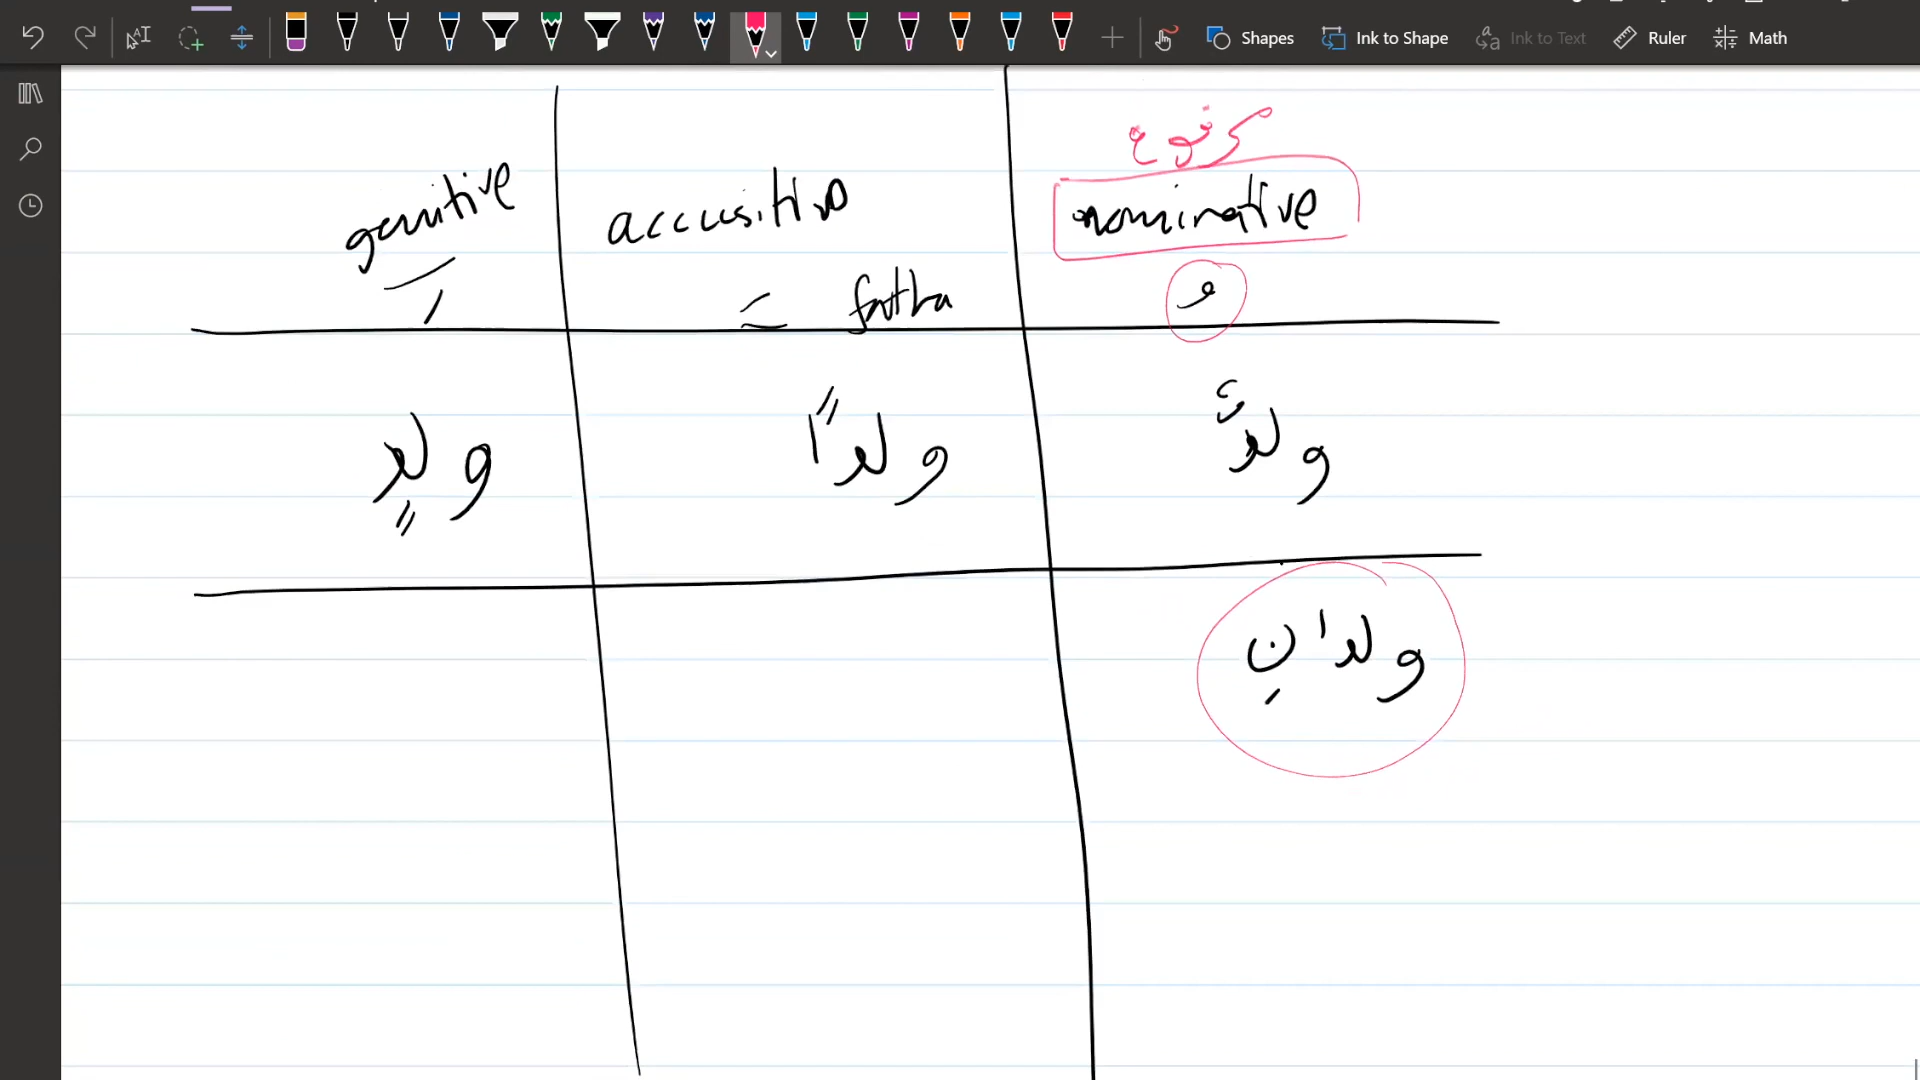 Shapes Ink to Shape Ink to Text Ruler Math
مرفوع
genitive accusitive nominative
fatha
ولدٌ ولدًا ولدٍ
ولدانِ